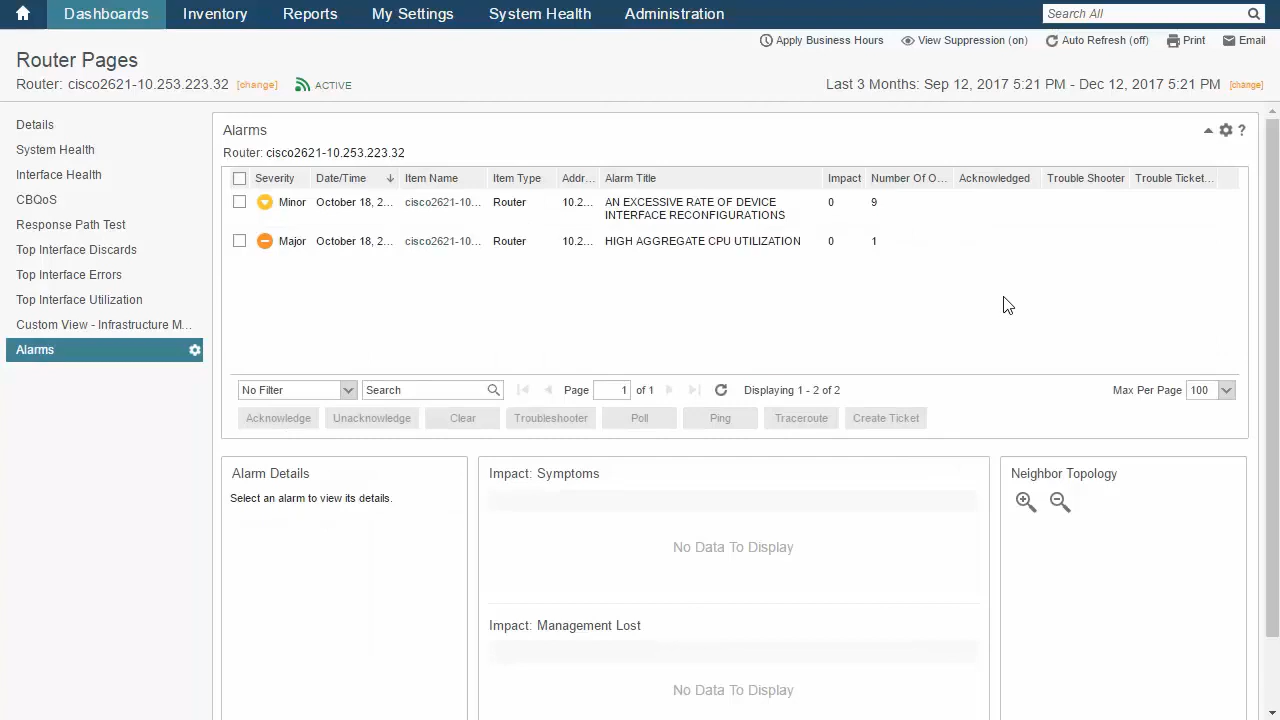 Dashboards Inventory Reports My Settings System Health Administration Search All
Apply Business Hours View Suppression (on) Auto Refresh (off) Print Email
Router Pages
Router: cisco2621-10.253.223.32 [change] ACTIVE Last 3 Months: Sep 12, 2017 5:21 PM - Dec 12, 2017 5:21 PM [change]
Details
System Health
Interface Health
CBQoS
Response Path Test
Top Interface Discards
Top Interface Errors
Top Interface Utilization
Custom View - Infrastructure M...
Alarms
Alarms ?
Router: cisco2621-10.253.223.32
Severity Date/Time Item Name Item Type Addr... Alarm Title Impact Number Of O... Acknowledged Trouble Shooter Trouble Ticket...
Minor October 18, 2... cisco2621-10... Router 10.2... AN EXCESSIVE RATE OF DEVICE 0 9
INTERFACE RECONFIGURATIONS
Major October 18, 2... cisco2621-10... Router 10.2... HIGH AGGREGATE CPU UTILIZATION 0 1
No Filter Search Page 1 of 1 Displaying 1 - 2 of 2 Max Per Page 100
Acknowledge Unacknowledge Clear Troubleshooter Poll Ping Traceroute Create Ticket
Alarm Details
Select an alarm to view its details.
Impact: Symptoms
No Data To Display
Impact: Management Lost
No Data To Display
Neighbor Topology